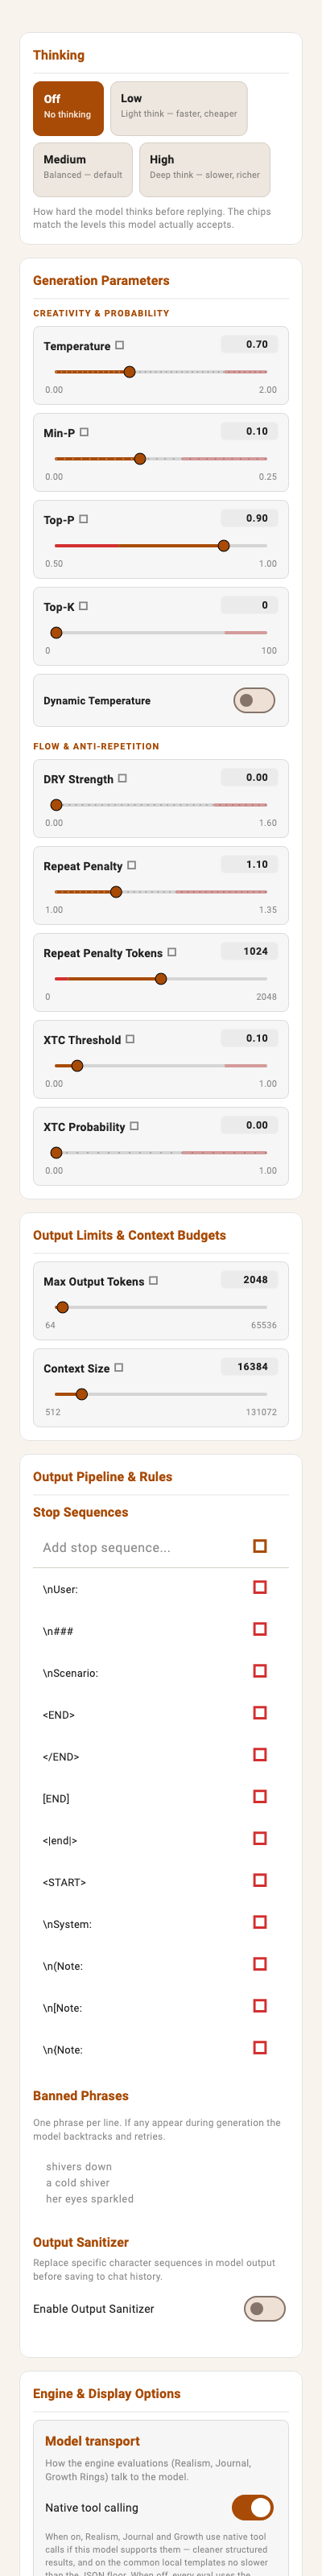 Thinking
Off
No thinking
Low
Light think — faster, cheaper
Medium
Balanced — default
High
Deep think — slower, richer
How hard the model thinks before replying. The chips
match the levels this model actually accepts.
Generation Parameters
CREATIVITY & PROBABILITY
Temperature
0.70
0.00
2.00
Min-P
0.10
0.00
0.25
Top-P
0.90
0.50
1.00
Top-K
0
0
100
Dynamic Temperature
FLOW & ANTI-REPETITION
DRY Strength
0.00
0.00
1.60
Repeat Penalty
1.10
1.00
1.35
Repeat Penalty Tokens
1024
0
2048
XTC Threshold
0.10
0.00
1.00
XTC Probability
0.00
0.00
1.00
Output Limits & Context Budgets
Max Output Tokens
2048
64
65536
Context Size
16384
512
131072
Output Pipeline & Rules
Stop Sequences
Add stop sequence...
\nUser:
\n###
\nScenario:
<END>
</END>
[END]
<|end|>
<START>
\nSystem:
\n(Note:
\n[Note:
\n{Note:
Banned Phrases
One phrase per line. If any appear during generation the
model backtracks and retries.
shivers down
a cold shiver
her eyes sparkled
Output Sanitizer
Replace specific character sequences in model output
before saving to chat history.
Enable Output Sanitizer
Engine & Display Options
Model transport
How the engine evaluations (Realism, Journal,
Growth Rings) talk to the model.
Native tool calling
When on, Realism, Journal and Growth use native tool
calls if this model supports them — cleaner structured
results, and on the common local templates no slower
than the JSON floor. When off, every eval uses the